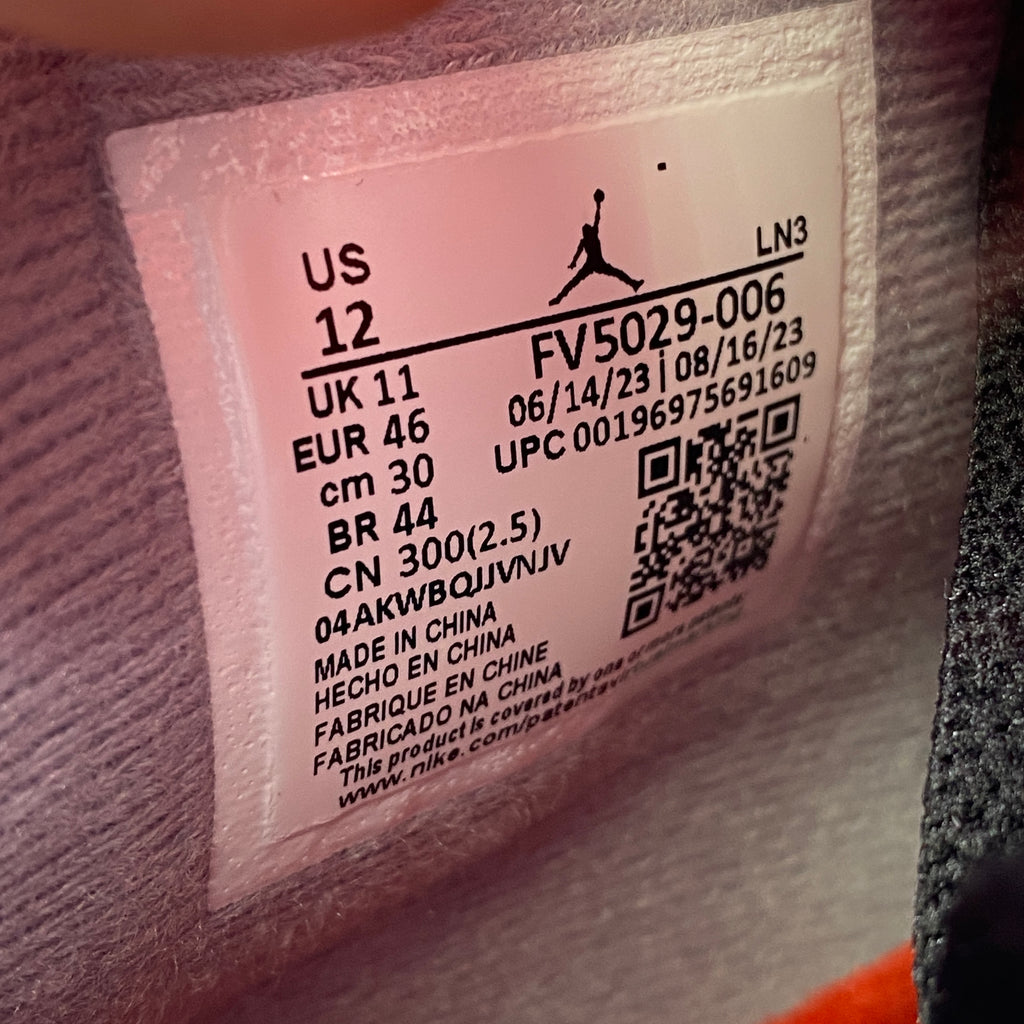 US
12
LN3
UK 11
EUR 46
cm 30
BR 44
CN 300(2.5)
FV5029-006
06/14/23 | 08/16/23
UPC 00196975691609
04AKWBQJJVNJV
MADE IN CHINA
HECHO EN CHINA
FABRIQUE EN CHINE
FABRICADO NA CHINA
This product is covered by one or more patents.
www.nike.com/patents